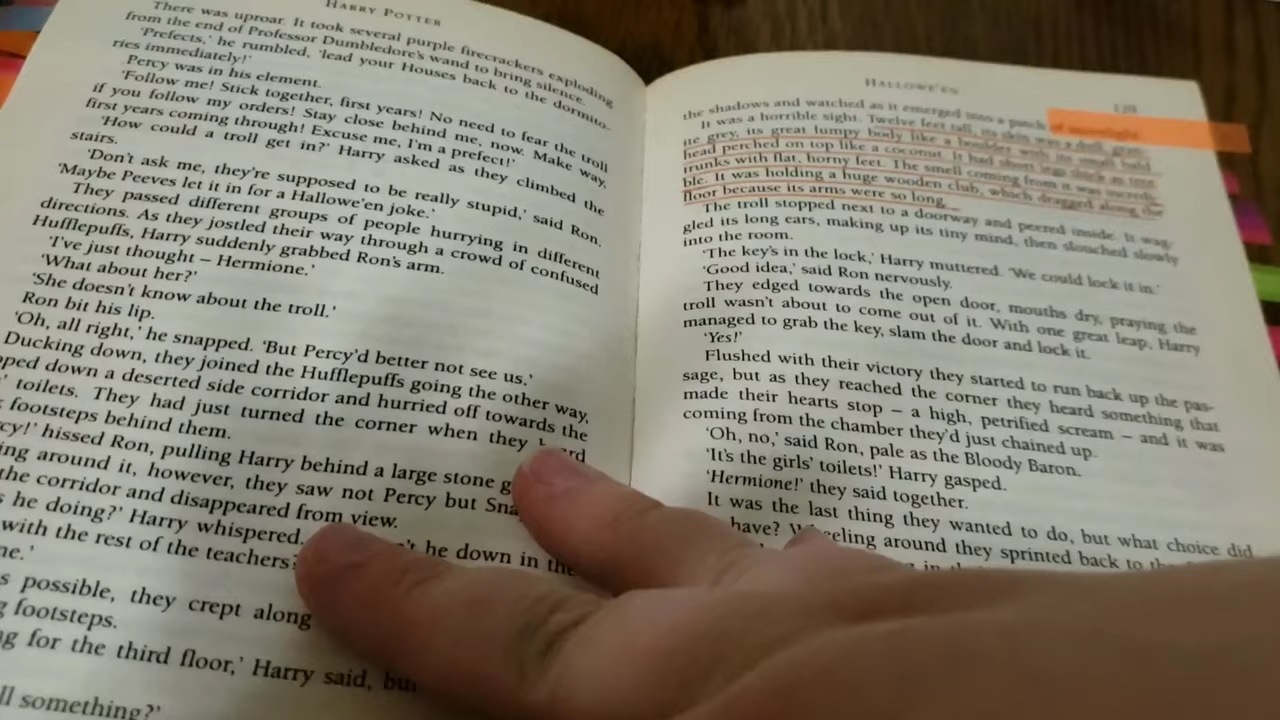 HARRY POTTER
There was uproar. It took several purple firecrackers exploding
from the end of Professor Dumbledore's wand to bring silence.
'Prefects,' he rumbled, 'lead your Houses back to the dormito-
ries immediately!'
Percy was in his element.
'Follow me! Stick together, first years! No need to fear the troll
if you follow my orders! Stay close behind me, now. Make way,
first years coming through! Excuse me, I'm a prefect!'
'How could a troll get in?' Harry asked as they climbed the
stairs.
'Don't ask me, they're supposed to be really stupid,' said Ron.
'Maybe Peeves let it in for a Hallowe'en joke.'
They passed different groups of people hurrying in different
directions. As they jostled their way through a crowd of confused
Hufflepuffs, Harry suddenly grabbed Ron's arm.
'I've just thought – Hermione.'
'What about her?'
'She doesn't know about the troll.'
Ron bit his lip.
'Oh, all right,' he snapped. 'But Percy'd better not see us.'
Ducking down, they joined the Hufflepuffs going the other way,
pped down a deserted side corridor and hurried off towards the
' toilets. They had just turned the corner when they
footsteps behind them.
cy!' hissed Ron, pulling Harry behind a large stone g
ing around it, however, they saw not Percy but Sna
the corridor and disappeared from view.
s he doing?' Harry whispered. 't he down in the
with the rest of the teachers?
ne.'
s possible, they crept along
g footsteps.
ng for the third floor,' Harry said, but
ll something?'
HALLOWE'EN 129
the shadows and watched as it emerged into a patch of moonlight.
It was a horrible sight. Twelve feet tall, its skin was a dull, gran-
ite grey, its great lumpy body like a boulder with its small bald
head perched on top like a coconut. It had short legs thick as tree
trunks with flat, horny feet. The smell coming from it was incredi-
ble. It was holding a huge wooden club, which dragged along the
floor because its arms were so long.
The troll stopped next to a doorway and peered inside. It wag-
gled its long ears, making up its tiny mind, then slouched slowly
into the room.
'The key's in the lock,' Harry muttered. 'We could lock it in.'
'Good idea,' said Ron nervously.
They edged towards the open door, mouths dry, praying the
troll wasn't about to come out of it. With one great leap, Harry
managed to grab the key, slam the door and lock it.
'Yes!'
Flushed with their victory they started to run back up the pas-
sage, but as they reached the corner they heard something that
made their hearts stop – a high, petrified scream – and it was
coming from the chamber they'd just chained up.
'Oh, no,' said Ron, pale as the Bloody Baron.
'It's the girls' toilets!' Harry gasped.
'Hermione!' they said together.
It was the last thing they wanted to do, but what choice did
have? Wheeling around they sprinted back to the